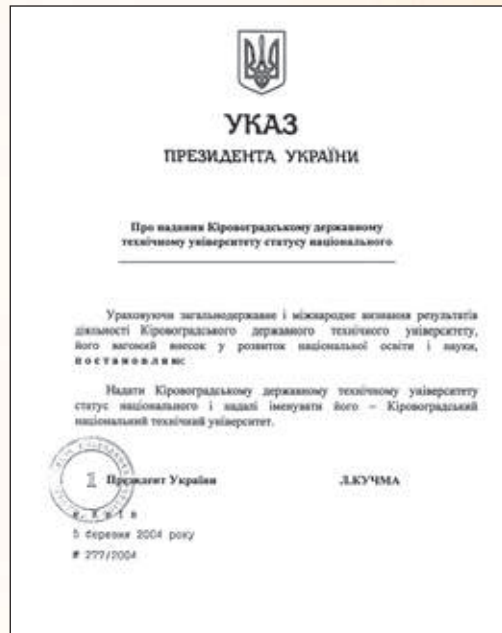 УКАЗ
ПРЕЗИДЕНТА УКРАЇНИ
Про надання Кіровоградському державному
технічному університету статусу національного
Ураховуючи загальнодержавне і міжнародне визнання результатів
діяльності Кіровоградського державного технічного університету,
його вагомий внесок у розвиток національної освіти і науки,
постановляю:
Надати Кіровоградському державному технічному університету
статус національного і надалі іменувати його – Кіровоградський
національний технічний університет.
1
Президент України Л.КУЧМА
м. Київ
5 березня 2004 року
# 277/2004